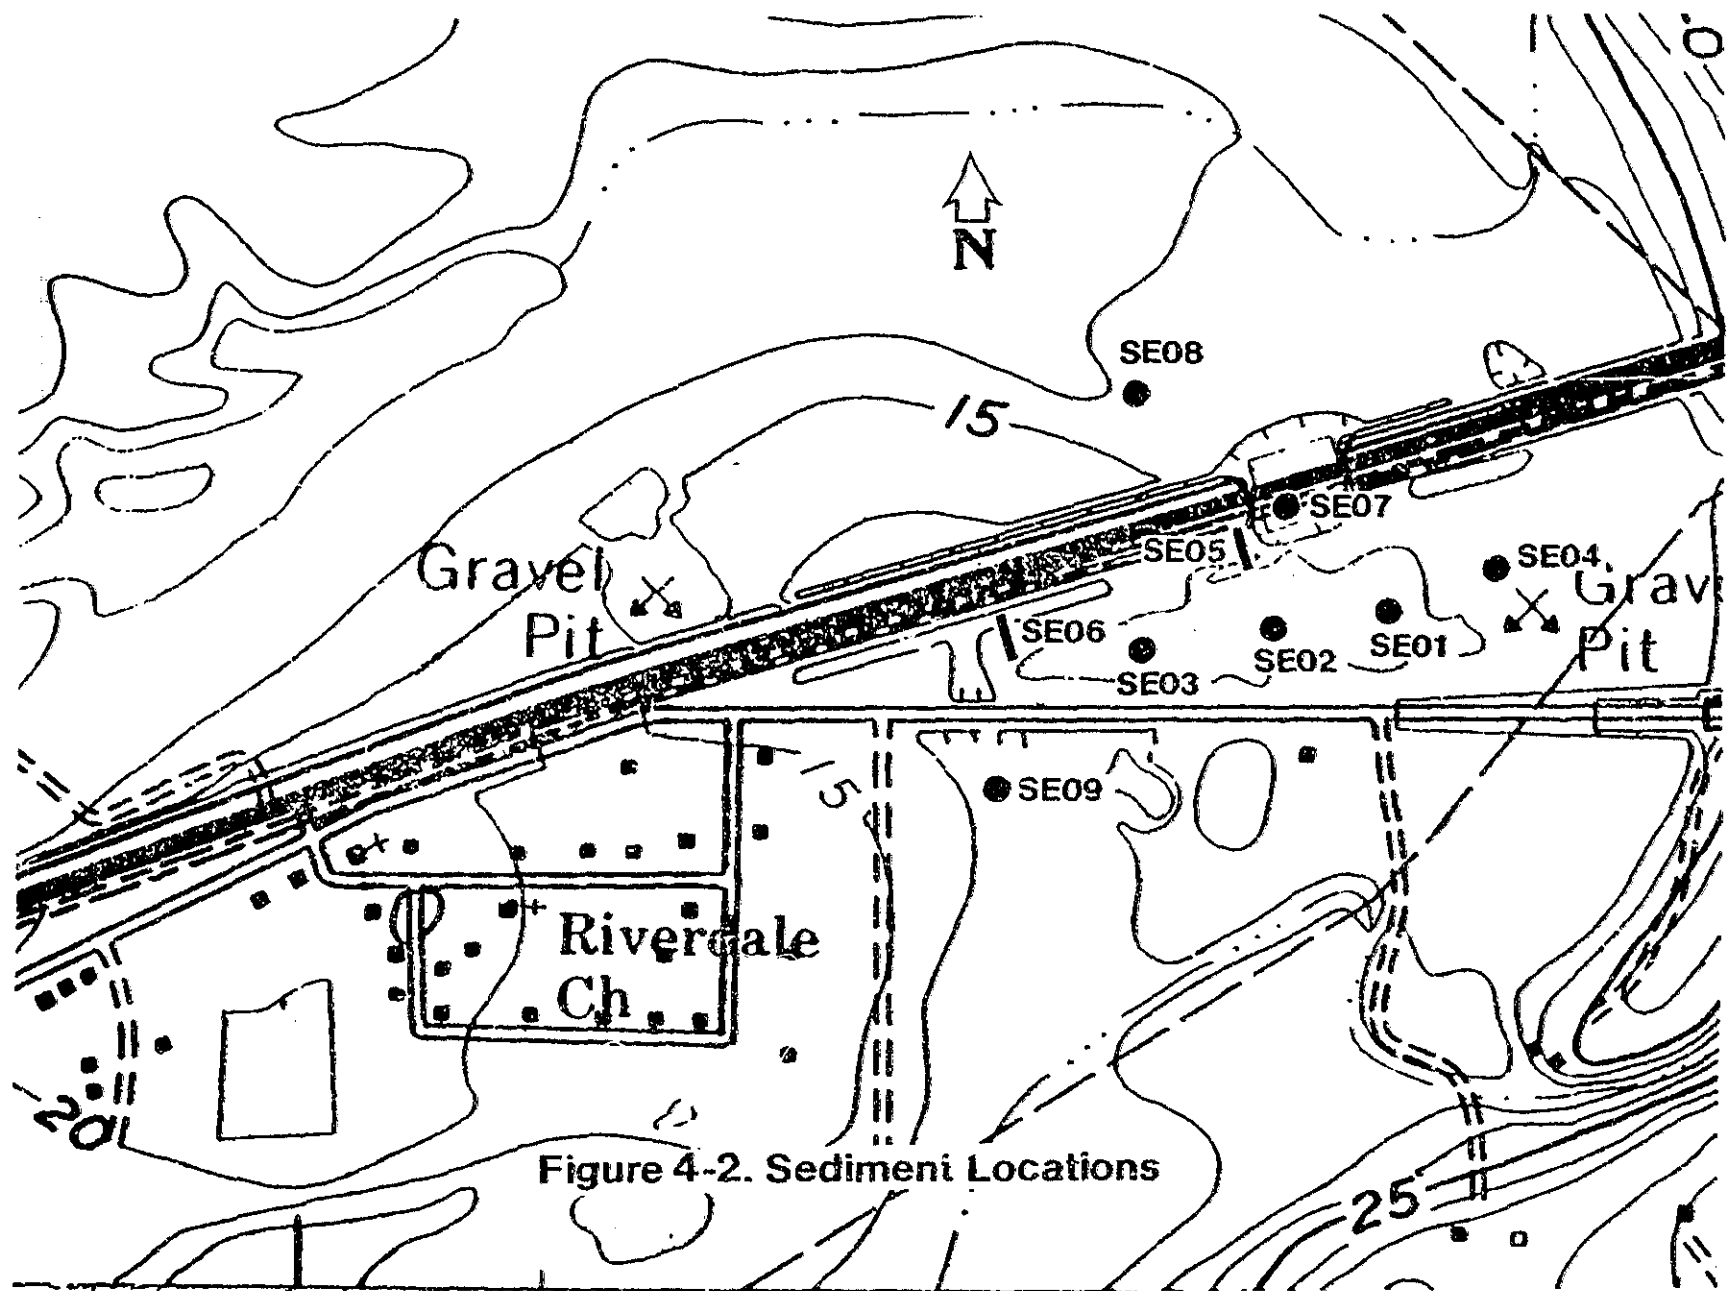 N
SE08
15
SE07
SE05
SE04
Gravel
Pit
Grav
Pit
SE06
SE01
SE02
SE03
15
SE09
Riverdale
Ch
20
Figure 4-2. Sediment Locations
25